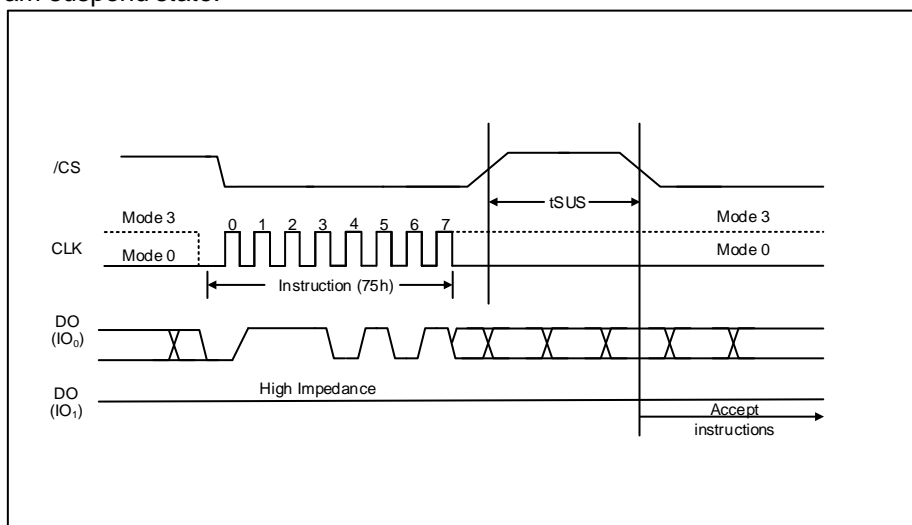 am suspend state.
/CS
tSUS
Mode 3
0 1 2 3 4 5 6 7
Mode 3
CLK
Mode 0
Mode 0
Instruction (75h)
DO
(IO₀)
DO
(IO₁)
High Impedance
Accept
instructions